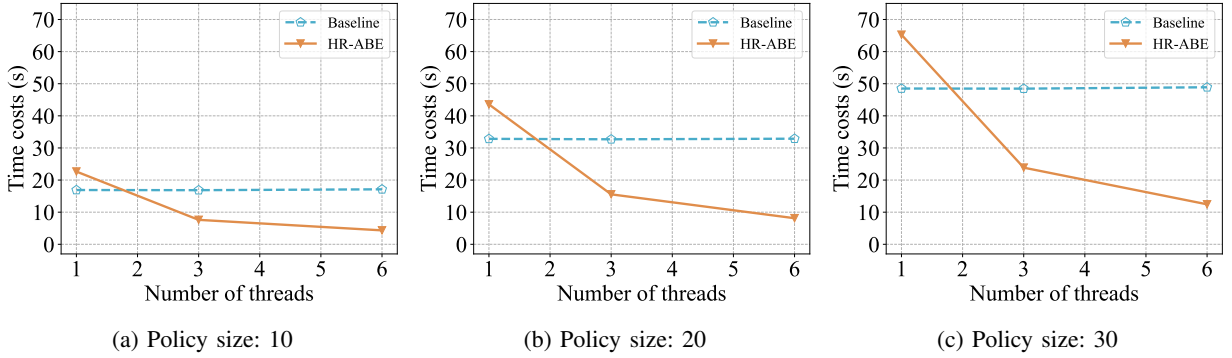 70
60
50
40
30
20
10
0
Time costs (s)
Baseline
HR-ABE
1 2 3 4 5 6
Number of threads
(a) Policy size: 10
70
60
50
40
30
20
10
0
Time costs (s)
Baseline
HR-ABE
1 2 3 4 5 6
Number of threads
(b) Policy size: 20
70
60
50
40
30
20
10
0
Time costs (s)
Baseline
HR-ABE
1 2 3 4 5 6
Number of threads
(c) Policy size: 30